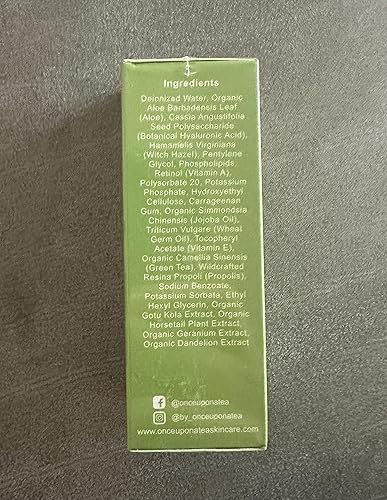 Ingredients
Deionized Water, Organic
Aloe Barbadensis Leaf
(Aloe), Cassia Angustifolia
Seed Polysaccharide
(Botanical Hyaluronic Acid),
Hamamelis Virginiana
(Witch Hazel), Pentylene
Glycol, Phospholipids,
Retinol (Vitamin A),
Polysorbate 20, Potassium
Phosphate, Hydroxyethyl
Cellulose, Carrageenan
Gum, Organic Simmondsia
Chinensis (Jojoba Oil),
Triticum Vulgare (Wheat
Germ Oil), Tocopheryl
Acetate (Vitamin E),
Organic Camellia Sinensis
(Green Tea), Wildcrafted
Resina Propoli (Propolis),
Sodium Benzoate,
Potassium Sorbate, Ethyl
Hexyl Glycerin, Organic
Gotu Kola Extract, Organic
Horsetail Plant Extract,
Organic Geranium Extract,
Organic Dandelion Extract
@onceuponatea
@by_onceuponatea
www.onceuponateaskincare.com